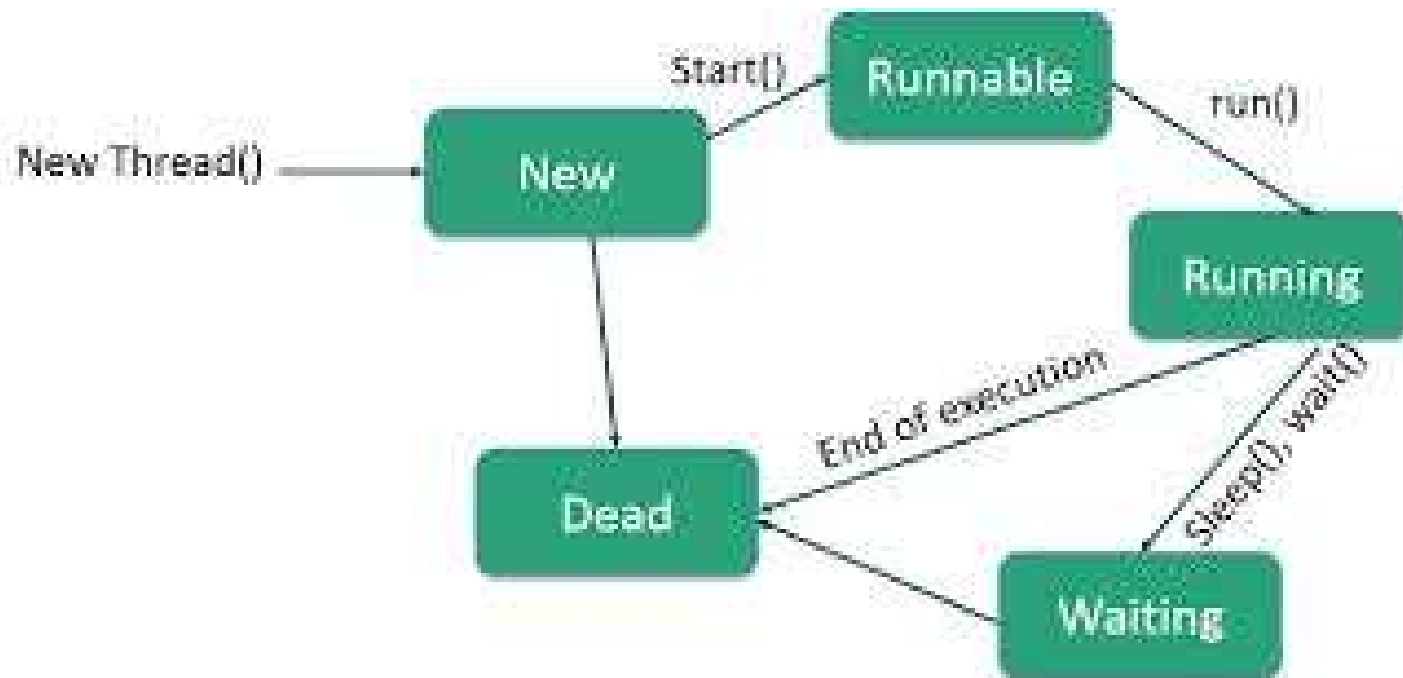 Start()
Runnable
run()
New Thread()
New
Running
End of execution
Sleep(), wait()
Dead
Waiting